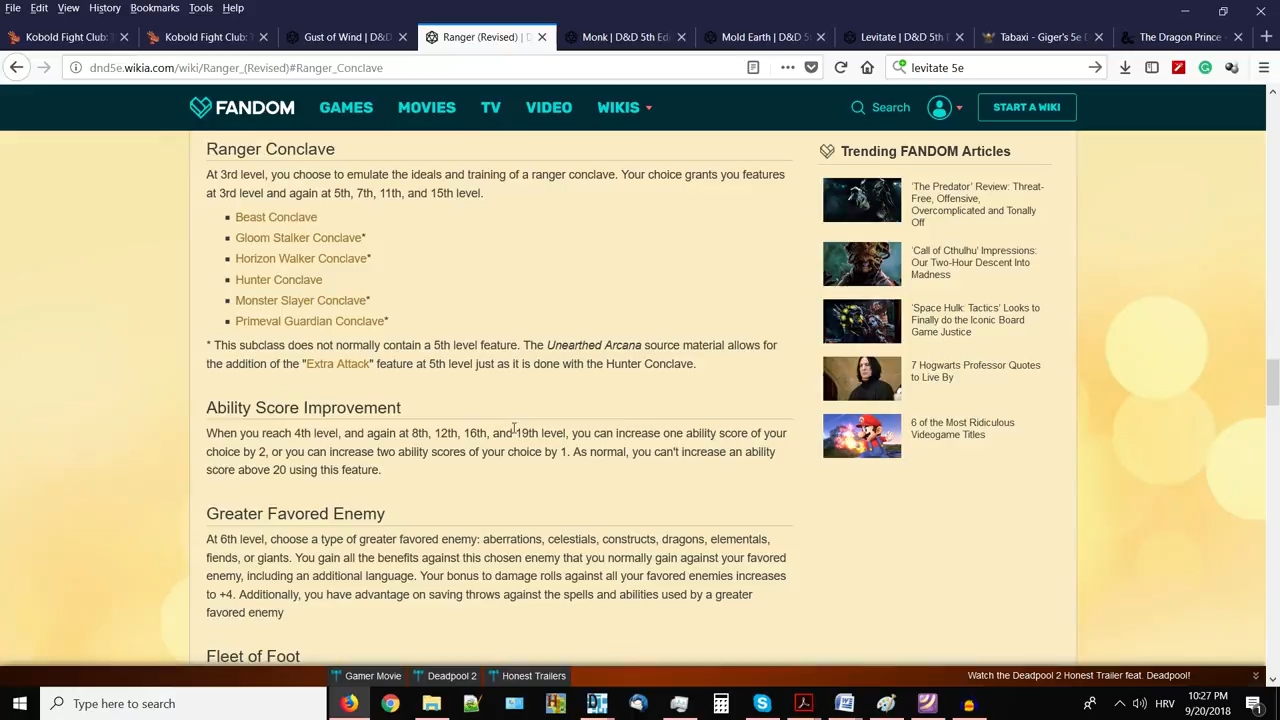 File Edit View History Bookmarks Tools Help
Kobold Fight Club: T
Kobold Fight Club: T
Gust of Wind | D&D
Ranger (Revised) | D
Monk | D&D 5th Ed
Mold Earth | D&D 5
Levitate | D&D 5th E
Tabaxi - Giger's 5e D
The Dragon Prince -
dnd5e.wikia.com/wiki/Ranger_(Revised)#Ranger_Conclave
levitate 5e
FANDOM GAMES MOVIES TV VIDEO WIKIS Search START A WIKI
Ranger Conclave
At 3rd level, you choose to emulate the ideals and training of a ranger conclave. Your choice grants you features
at 3rd level and again at 5th, 7th, 11th, and 15th level.
Beast Conclave
Gloom Stalker Conclave*
Horizon Walker Conclave*
Hunter Conclave
Monster Slayer Conclave*
Primeval Guardian Conclave*
* This subclass does not normally contain a 5th level feature. The Unearthed Arcana source material allows for
the addition of the "Extra Attack" feature at 5th level just as it is done with the Hunter Conclave.
Ability Score Improvement
When you reach 4th level, and again at 8th, 12th, 16th, and 19th level, you can increase one ability score of your
choice by 2, or you can increase two ability scores of your choice by 1. As normal, you can't increase an ability
score above 20 using this feature.
Greater Favored Enemy
At 6th level, choose a type of greater favored enemy: aberrations, celestials, constructs, dragons, elementals,
fiends, or giants. You gain all the benefits against this chosen enemy that you normally gain against your favored
enemy, including an additional language. Your bonus to damage rolls against all your favored enemies increases
to +4. Additionally, you have advantage on saving throws against the spells and abilities used by a greater
favored enemy
Fleet of Foot
Trending FANDOM Articles
'The Predator' Review: Threat-
Free, Offensive,
Overcomplicated and Tonally
Off
'Call of Cthulhu' Impressions:
Our Two-Hour Descent Into
Madness
'Space Hulk: Tactics' Looks to
Finally do the Iconic Board
Game Justice
7 Hogwarts Professor Quotes
to Live By
6 of the Most Ridiculous
Videogame Titles
Gamer Movie Deadpool 2 Honest Trailers Watch the Deadpool 2 Honest Trailer feat. Deadpool!
Type here to search
HRV
10:27 PM
9/20/2018